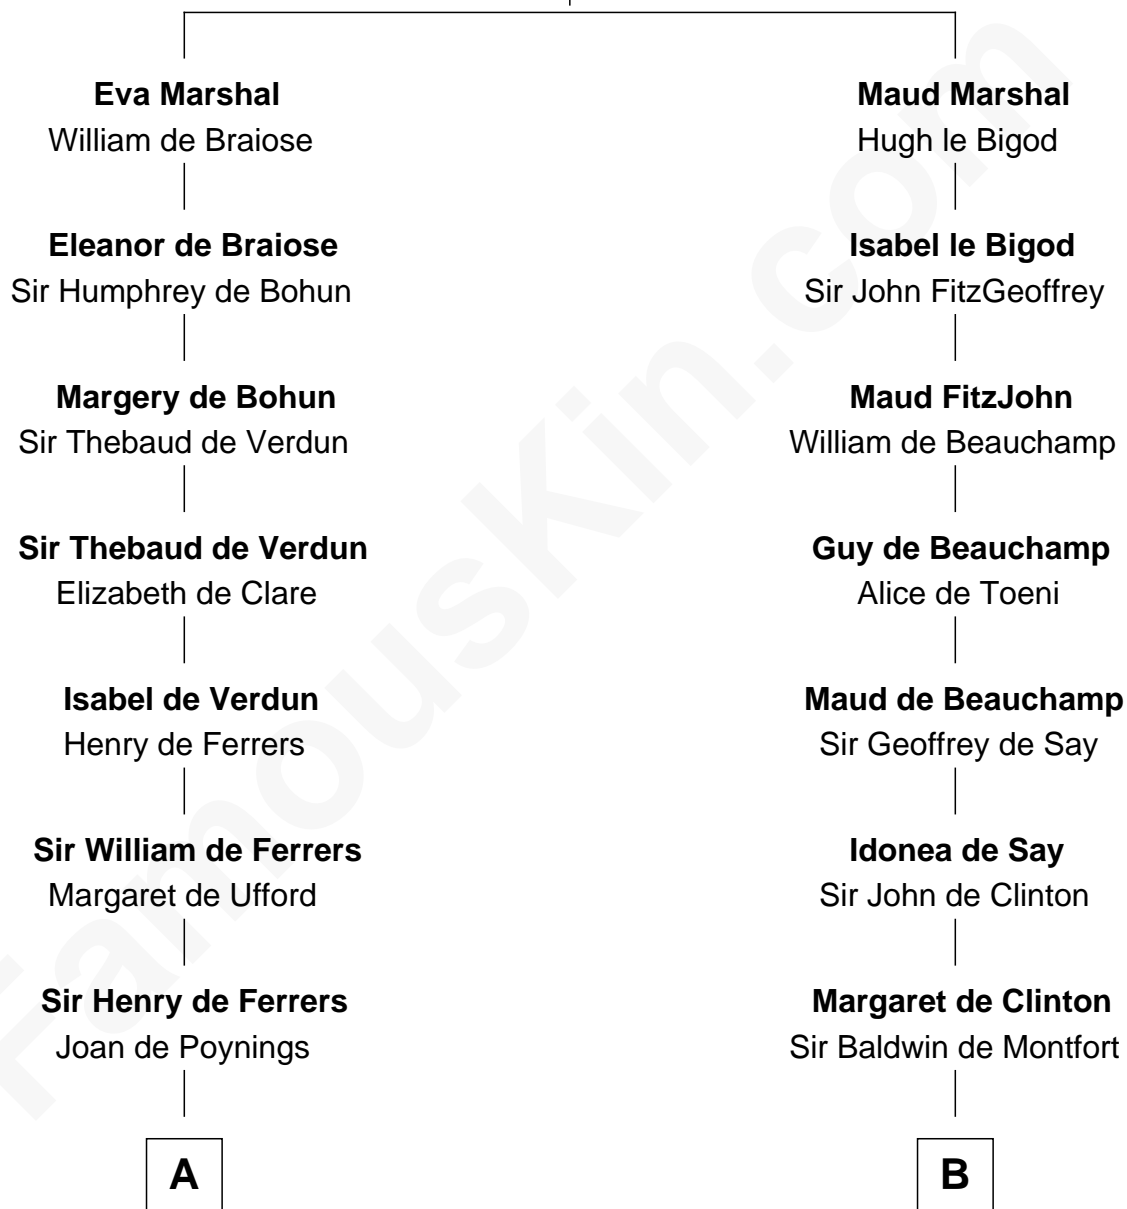 Eva Marshal
William de Braiose
Eleanor de Braiose
Sir Humphrey de Bohun
Margery de Bohun
Sir Thebaud de Verdun
Sir Thebaud de Verdun
Elizabeth de Clare
Isabel de Verdun
Henry de Ferrers
Sir William de Ferrers
Margaret de Ufford
Sir Henry de Ferrers
Joan de Poynings
A
Maud Marshal
Hugh le Bigod
Isabel le Bigod
Sir John FitzGeoffrey
Maud FitzJohn
William de Beauchamp
Guy de Beauchamp
Alice de Toeni
Maud de Beauchamp
Sir Geoffrey de Say
Idonea de Say
Sir John de Clinton
Margaret de Clinton
Sir Baldwin de Montfort
B
FamousKin.com